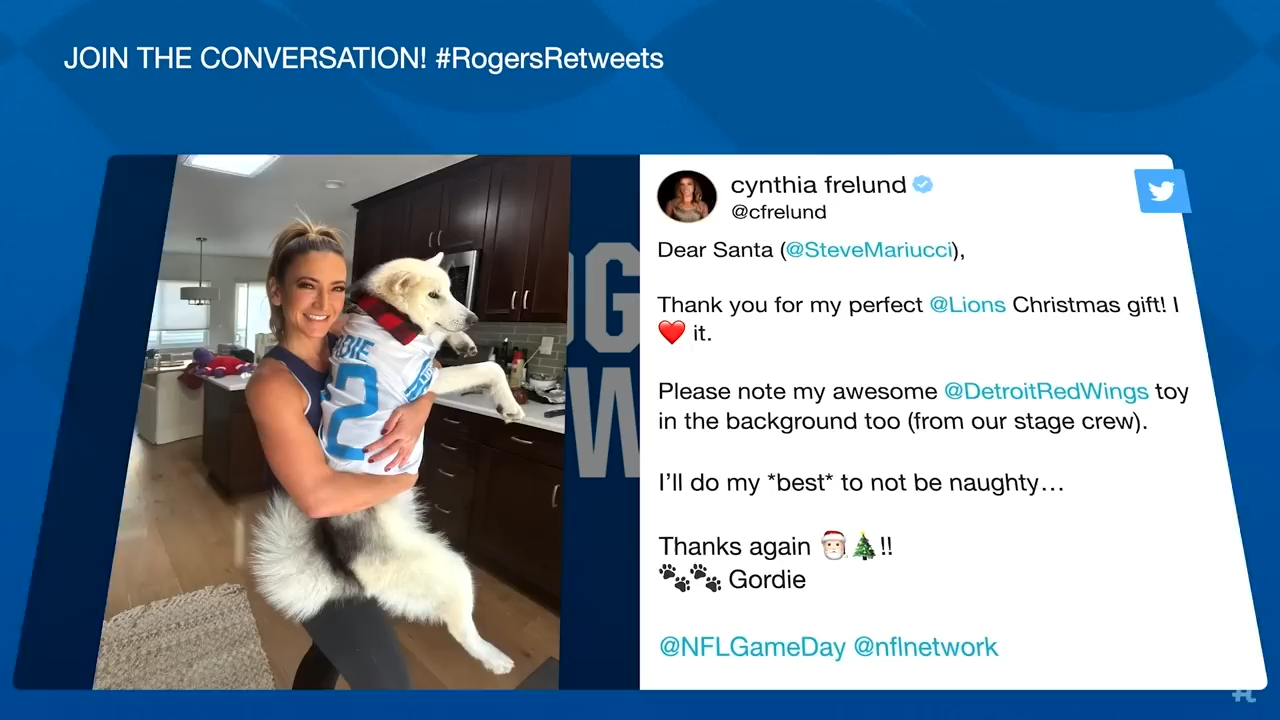 JOIN THE CONVERSATION! #RogersRetweets
cynthia frelund
@cfrelund
Dear Santa (@SteveMariucci),
Thank you for my perfect @Lions Christmas gift! I
❤️ it.
Please note my awesome @DetroitRedWings toy
in the background too (from our stage crew).
I'll do my *best* to not be naughty…
Thanks again 🎅🏻🎄!!
🐾🐾 Gordie
@NFLGameDay @nflnetwork
2